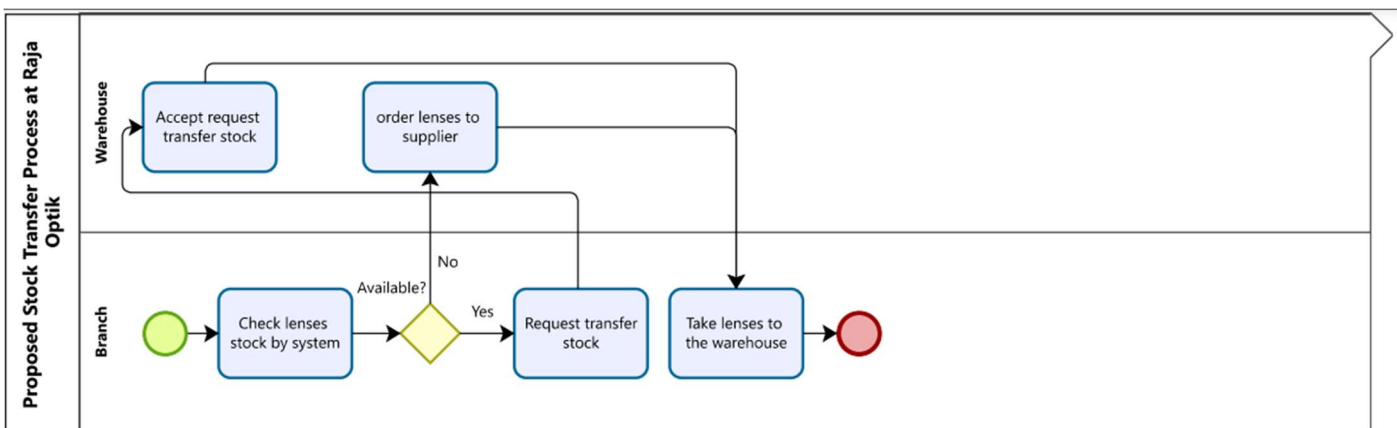 Proposed Stock Transfer Process at Raja
Optik
Warehouse
Accept request
transfer stock
order lenses to
supplier
Branch
Check lenses
stock by system
Available?
No
Yes
Request transfer
stock
Take lenses to
the warehouse